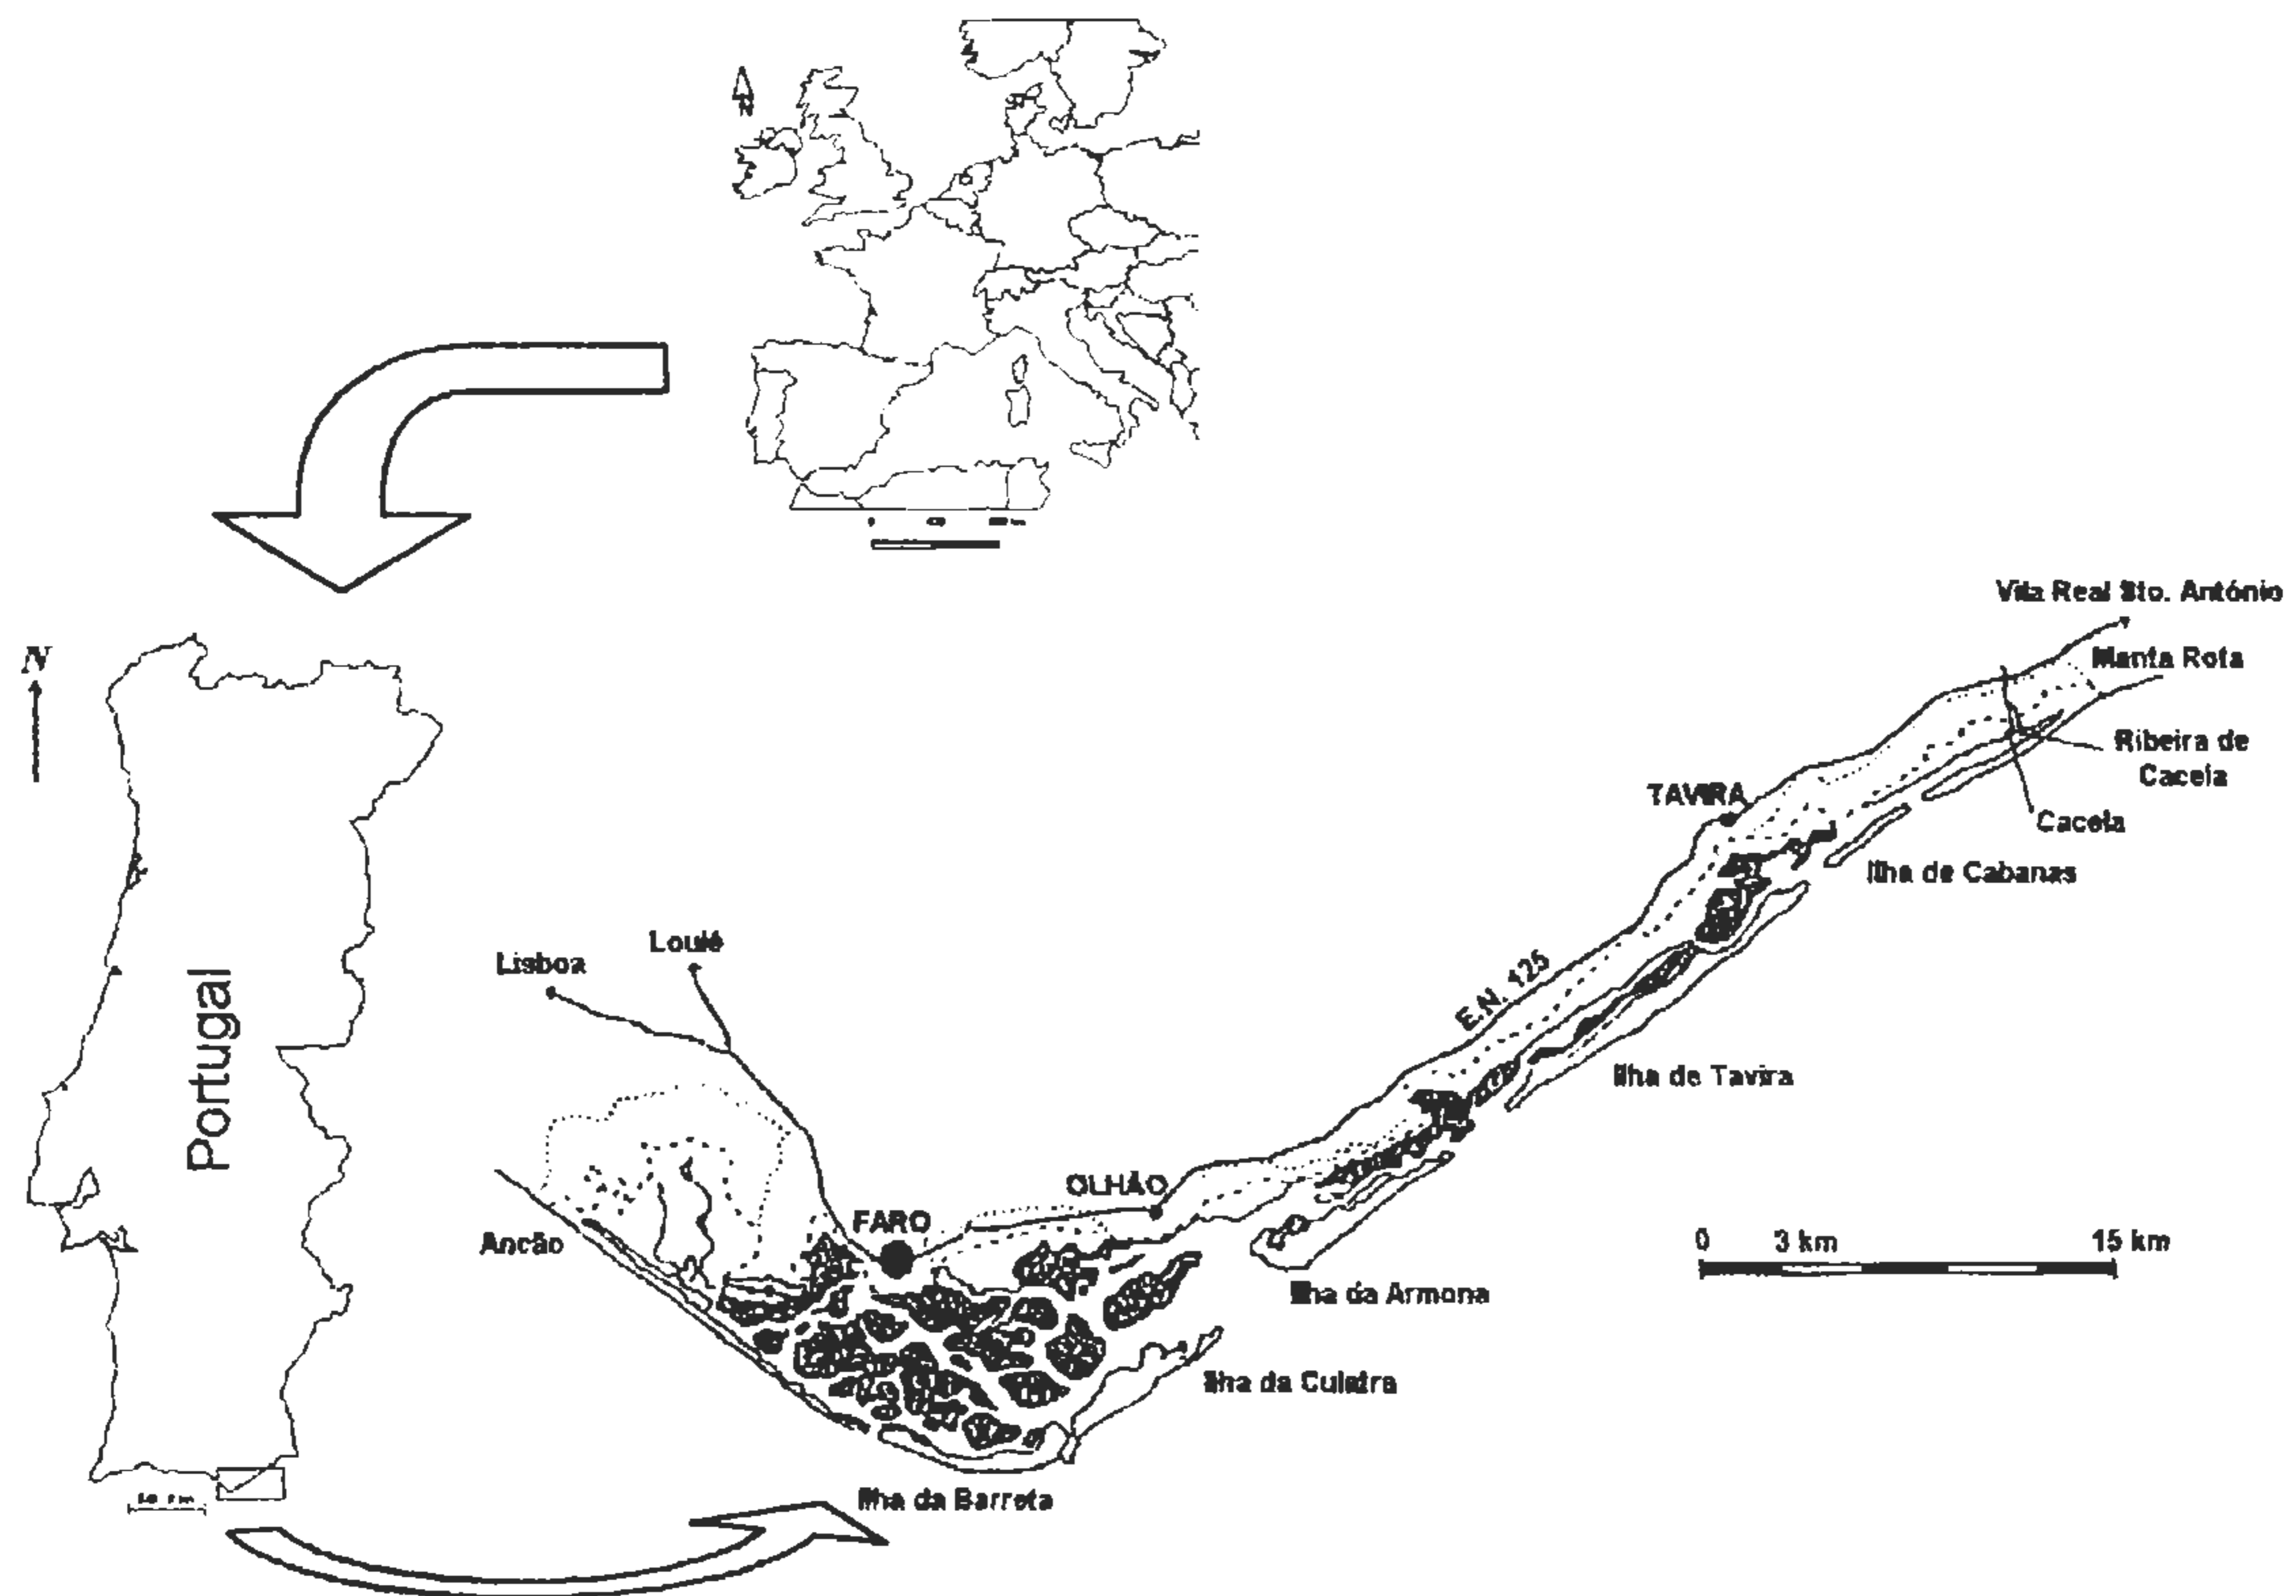 N
Vila Real Sto. António
Manta Rota
N
Ribeira de
Cacela
TAVIRA
Cacela
Ilha de Cabanas
Loulé
Lisboa
E.N. 125
Portugal
Ilha de Tavira
OLHÃO
FARO
Ancão
0 3 km 15 km
Ilha da Armona
Ilha da Culatra
Ilha da Barreta